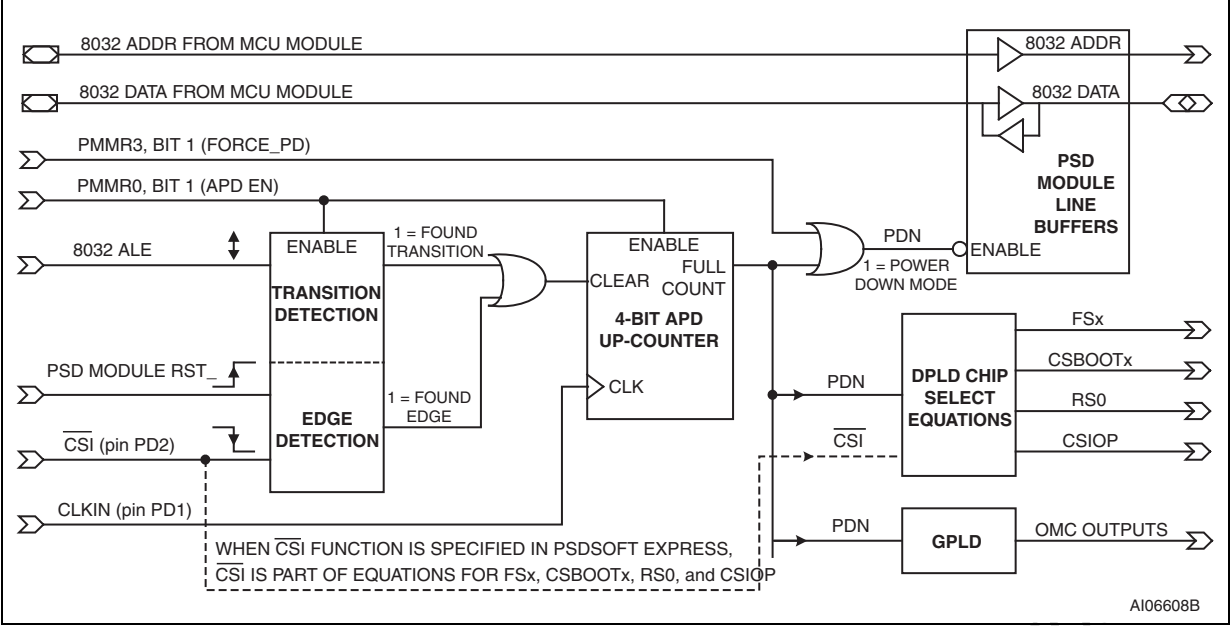 8032 ADDR FROM MCU MODULE
8032 ADDR
8032 DATA FROM MCU MODULE
8032 DATA
PMMR3, BIT 1 (FORCE_PD)
PSD
MODULE
LINE
BUFFERS
PMMR0, BIT 1 (APD EN)
8032 ALE
ENABLE
1 = FOUND
TRANSITION
TRANSITION
DETECTION
ENABLE
FULL
COUNT
CLEAR
4-BIT APD
UP-COUNTER
CLK
PDN
1 = POWER
DOWN MODE
ENABLE
PSD MODULE RST_
EDGE
DETECTION
1 = FOUND
EDGE
CSI (pin PD2)
CLKIN (pin PD1)
PDN
CSI
DPLD CHIP
SELECT
EQUATIONS
FSx
CSBOOTx
RS0
CSIOP
PDN
GPLD
OMC OUTPUTS
WHEN CSI FUNCTION IS SPECIFIED IN PSDSOFT EXPRESS,
CSI IS PART OF EQUATIONS FOR FSx, CSBOOTx, RS0, and CSIOP
AI06608B